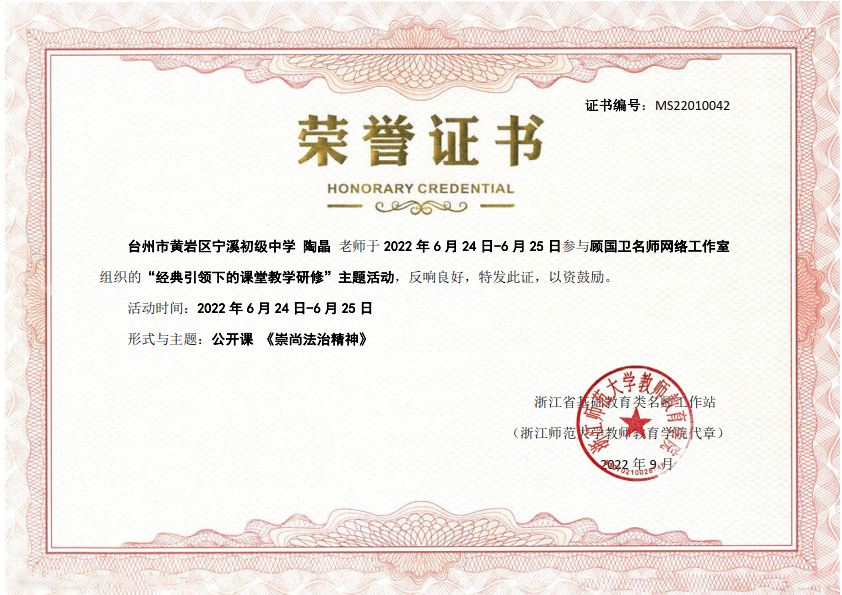 证书编号：MS22010042
荣誉证书
HONORARY CREDENTIAL
台州市黄岩区宁溪初级中学 陶晶 老师于 2022 年 6 月 24 日-6 月 25 日参与顾国卫名师网络工作室
组织的“经典引领下的课堂教学研修”主题活动，反响良好，特发此证，以资鼓励。
活动时间：2022 年 6 月 24 日-6 月 25 日
形式与主题：公开课 《崇尚法治精神》
浙江省基础教育类名师工作站
（浙江师范大学教师教育学院代章）
2022 年 9 月
浙江师范大学教师教育学院